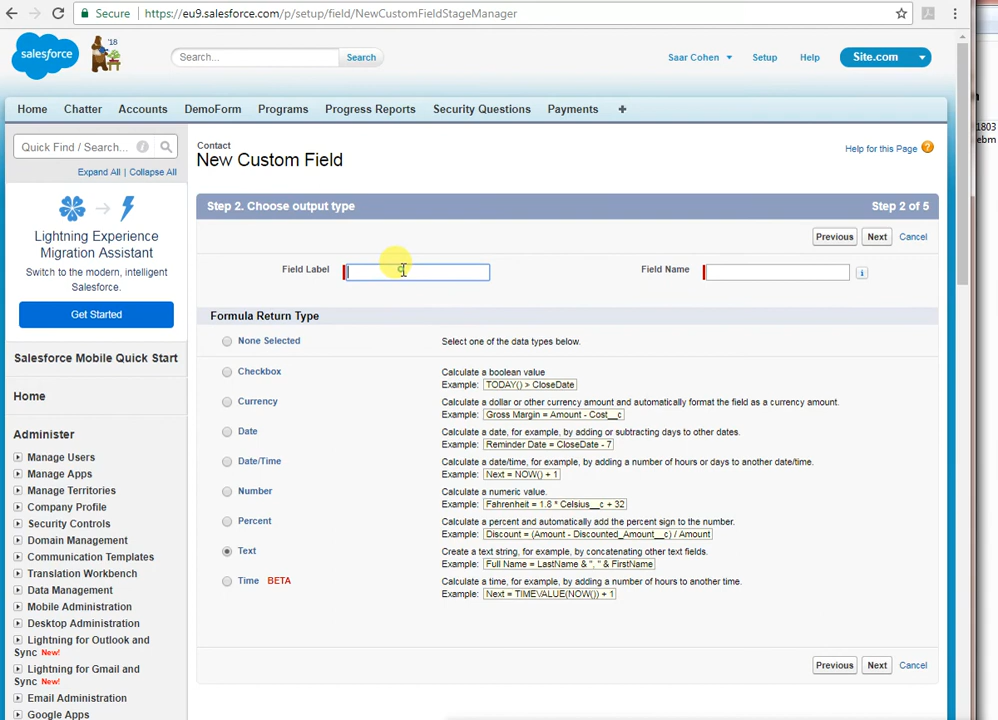 Secure https://eu9.salesforce.com/p/setup/field/NewCustomFieldStageManager
salesforce
'18
Search...
Search
Saar Cohen
Setup
Help
Site.com
Home
Chatter
Accounts
DemoForm
Programs
Progress Reports
Security Questions
Payments
+
1803
ebm
Quick Find / Search...
Expand All | Collapse All
Lightning Experience
Migration Assistant
Switch to the modern, intelligent
Salesforce.
Get Started
Salesforce Mobile Quick Start
Home
Administer
Manage Users
Manage Apps
Manage Territories
Company Profile
Security Controls
Domain Management
Communication Templates
Translation Workbench
Data Management
Mobile Administration
Desktop Administration
Lightning for Outlook and
Sync New!
Lightning for Gmail and
Sync New!
Email Administration
Google Apps
Contact
New Custom Field
Help for this Page
Step 2. Choose output type
Step 2 of 5
Previous
Next
Cancel
Field Label
Field Name
Formula Return Type
None Selected
Select one of the data types below.
Checkbox
Calculate a boolean value
Example: TODAY() > CloseDate
Currency
Calculate a dollar or other currency amount and automatically format the field as a currency amount.
Example: Gross Margin = Amount - Cost__c
Date
Calculate a date, for example, by adding or subtracting days to other dates.
Example: Reminder Date = CloseDate - 7
Date/Time
Calculate a date/time, for example, by adding a number of hours or days to another date/time.
Example: Next = NOW() + 1
Number
Calculate a numeric value.
Example: Fahrenheit = 1.8 * Celsius__c + 32
Percent
Calculate a percent and automatically add the percent sign to the number.
Example: Discount = (Amount - Discounted_Amount__c) / Amount
Text
Create a text string, for example, by concatenating other text fields.
Example: Full Name = LastName & ", " & FirstName
Time BETA
Calculate a time, for example, by adding a number of hours to another time.
Example: Next = TIMEVALUE(NOW()) + 1
Previous
Next
Cancel